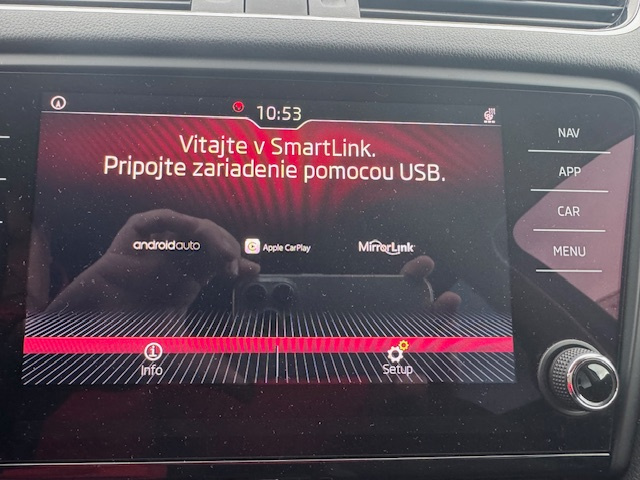 10:53
Vitajte v SmartLink.
Pripojte zariadenie pomocou USB.
androidauto
Apple CarPlay
MirrorLink
Info
Setup
NAV
APP
CAR
MENU